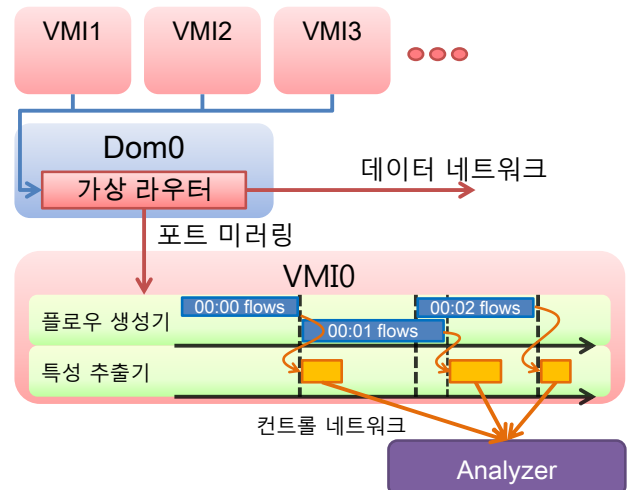 VMI1
VMI2
VMI3
Dom0
가상 라우터
데이터 네트워크
포트 미러링
VMI0
플로우 생성기
00:00 flows
00:01 flows
00:02 flows
특성 추출기
컨트롤 네트워크
Analyzer